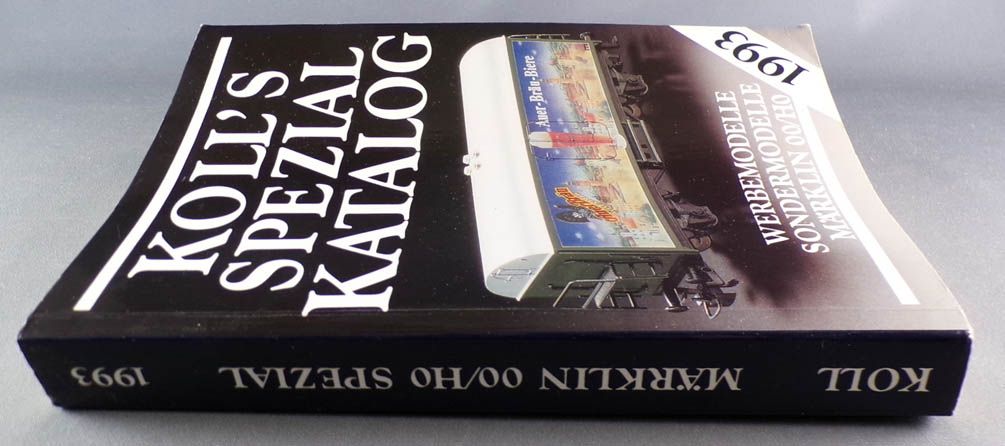 KOLL'S
SPEZIAL
KATALOG
1993
Auer-Bräu-Biere
WERBEMODELLE
SONDERMODELLE
MÄRKLIN 00/H0
KOLL MÄRKLIN 00/H0 SPEZIAL 1993